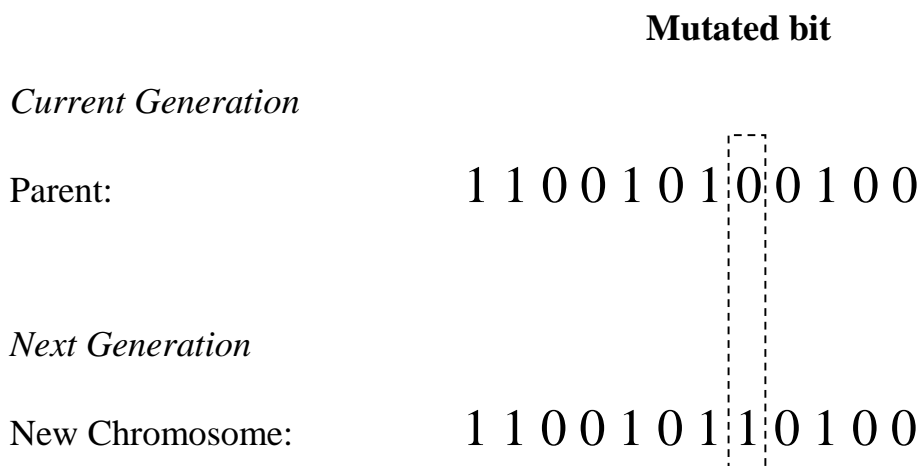 Mutated bit
Current Generation
Parent: 1 1 0 0 1 0 1 0 0 1 0 0
Next Generation
New Chromosome: 1 1 0 0 1 0 1 1 0 1 0 0